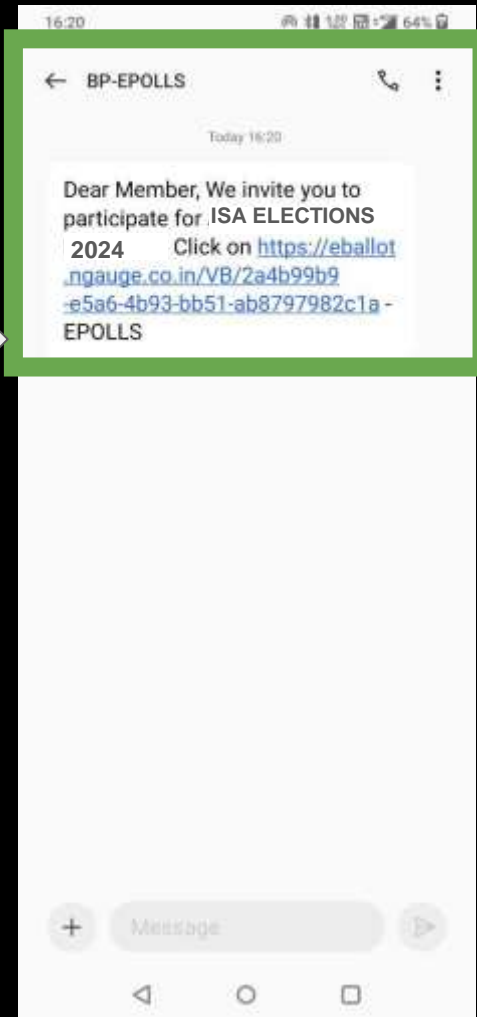 16:20
64%
BP-EPOLLS
Today 16:20
Dear Member, We invite you to
participate for ISA ELECTIONS
2024 Click on https://eballot
.ngauge.co.in/VB/2a4b99b9
-e5a6-4b93-bb51-ab8797982c1a -
EPOLLS
Message